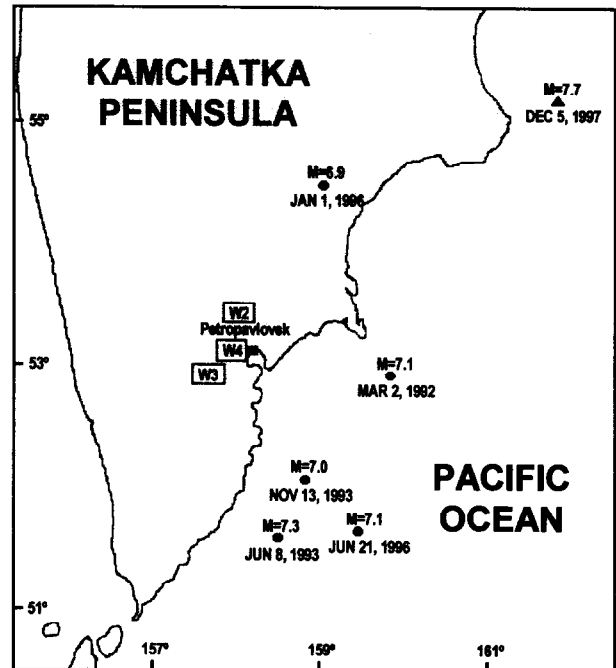 KAMCHATKA
PENINSULA
M=7.7
DEC 5, 1997
55°
M=6.9
JAN 1, 1996
W2
Petropavlovsk
W4
53°
W3
M=7.1
MAR 2, 1992
M=7.0
NOV 13, 1993
PACIFIC
OCEAN
M=7.3
JUN 8, 1993
M=7.1
JUN 21, 1996
51°
157°
159°
161°